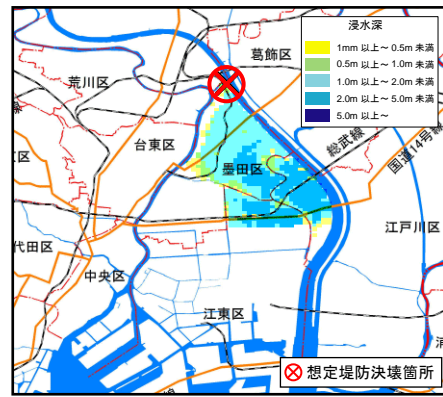 浸水深
1mm 以上～ 0.5m 未満
0.5m 以上～ 1.0m 未満
1.0m 以上～ 2.0m 未満
2.0m 以上～ 5.0m 未満
5.0m 以上～
葛飾区
荒川区
台東区
墨田区
総武線
国道14号線
江戸川区
代田区
中央区
江東区
想定堤防決壊箇所